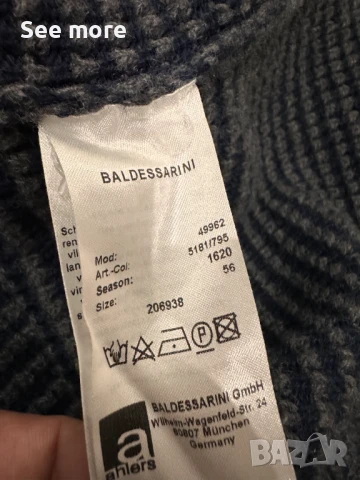 See more
BALDESSARINI
Mod: 49962
Art.-Col: 5181/795
Season: 1620
Size: 56
206938
P
BALDESSARINI GmbH
Wilhelm-Wagenfeld-Str. 24
80807 München
Germany
a
ahlers
BAZAR